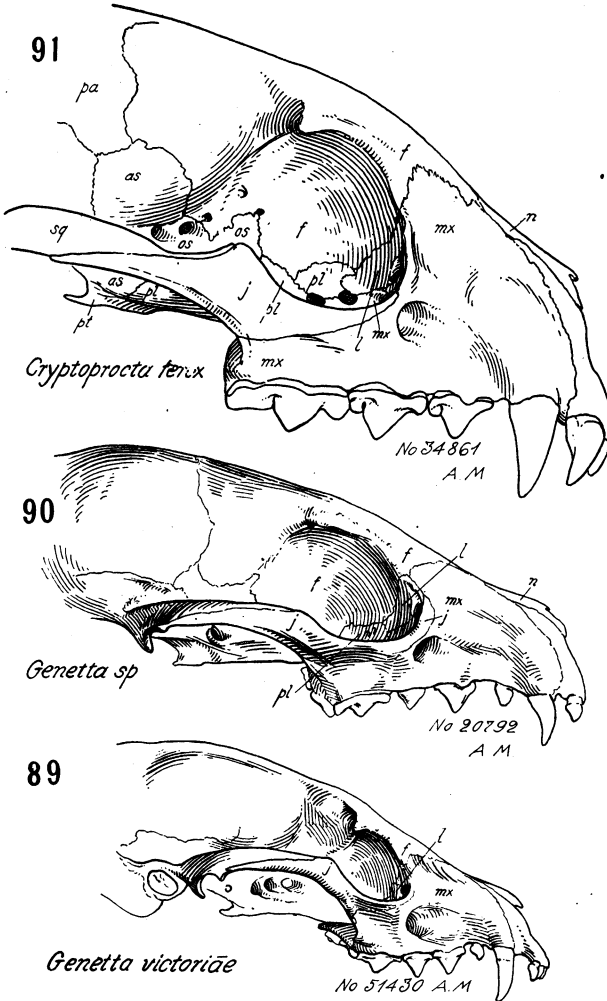 91
pa
f
as
n
f
mx
sq
os
os
pl
j
as
pl
pl
pt
l
mx
mx
Cryptoprocta ferox
No 34861
A.M
90
f
l
n
f
mx
j
j
Genetta sp
pl
No 20792
A M
89
l
f
mx
Genetta victoriae
No 51430 A.M